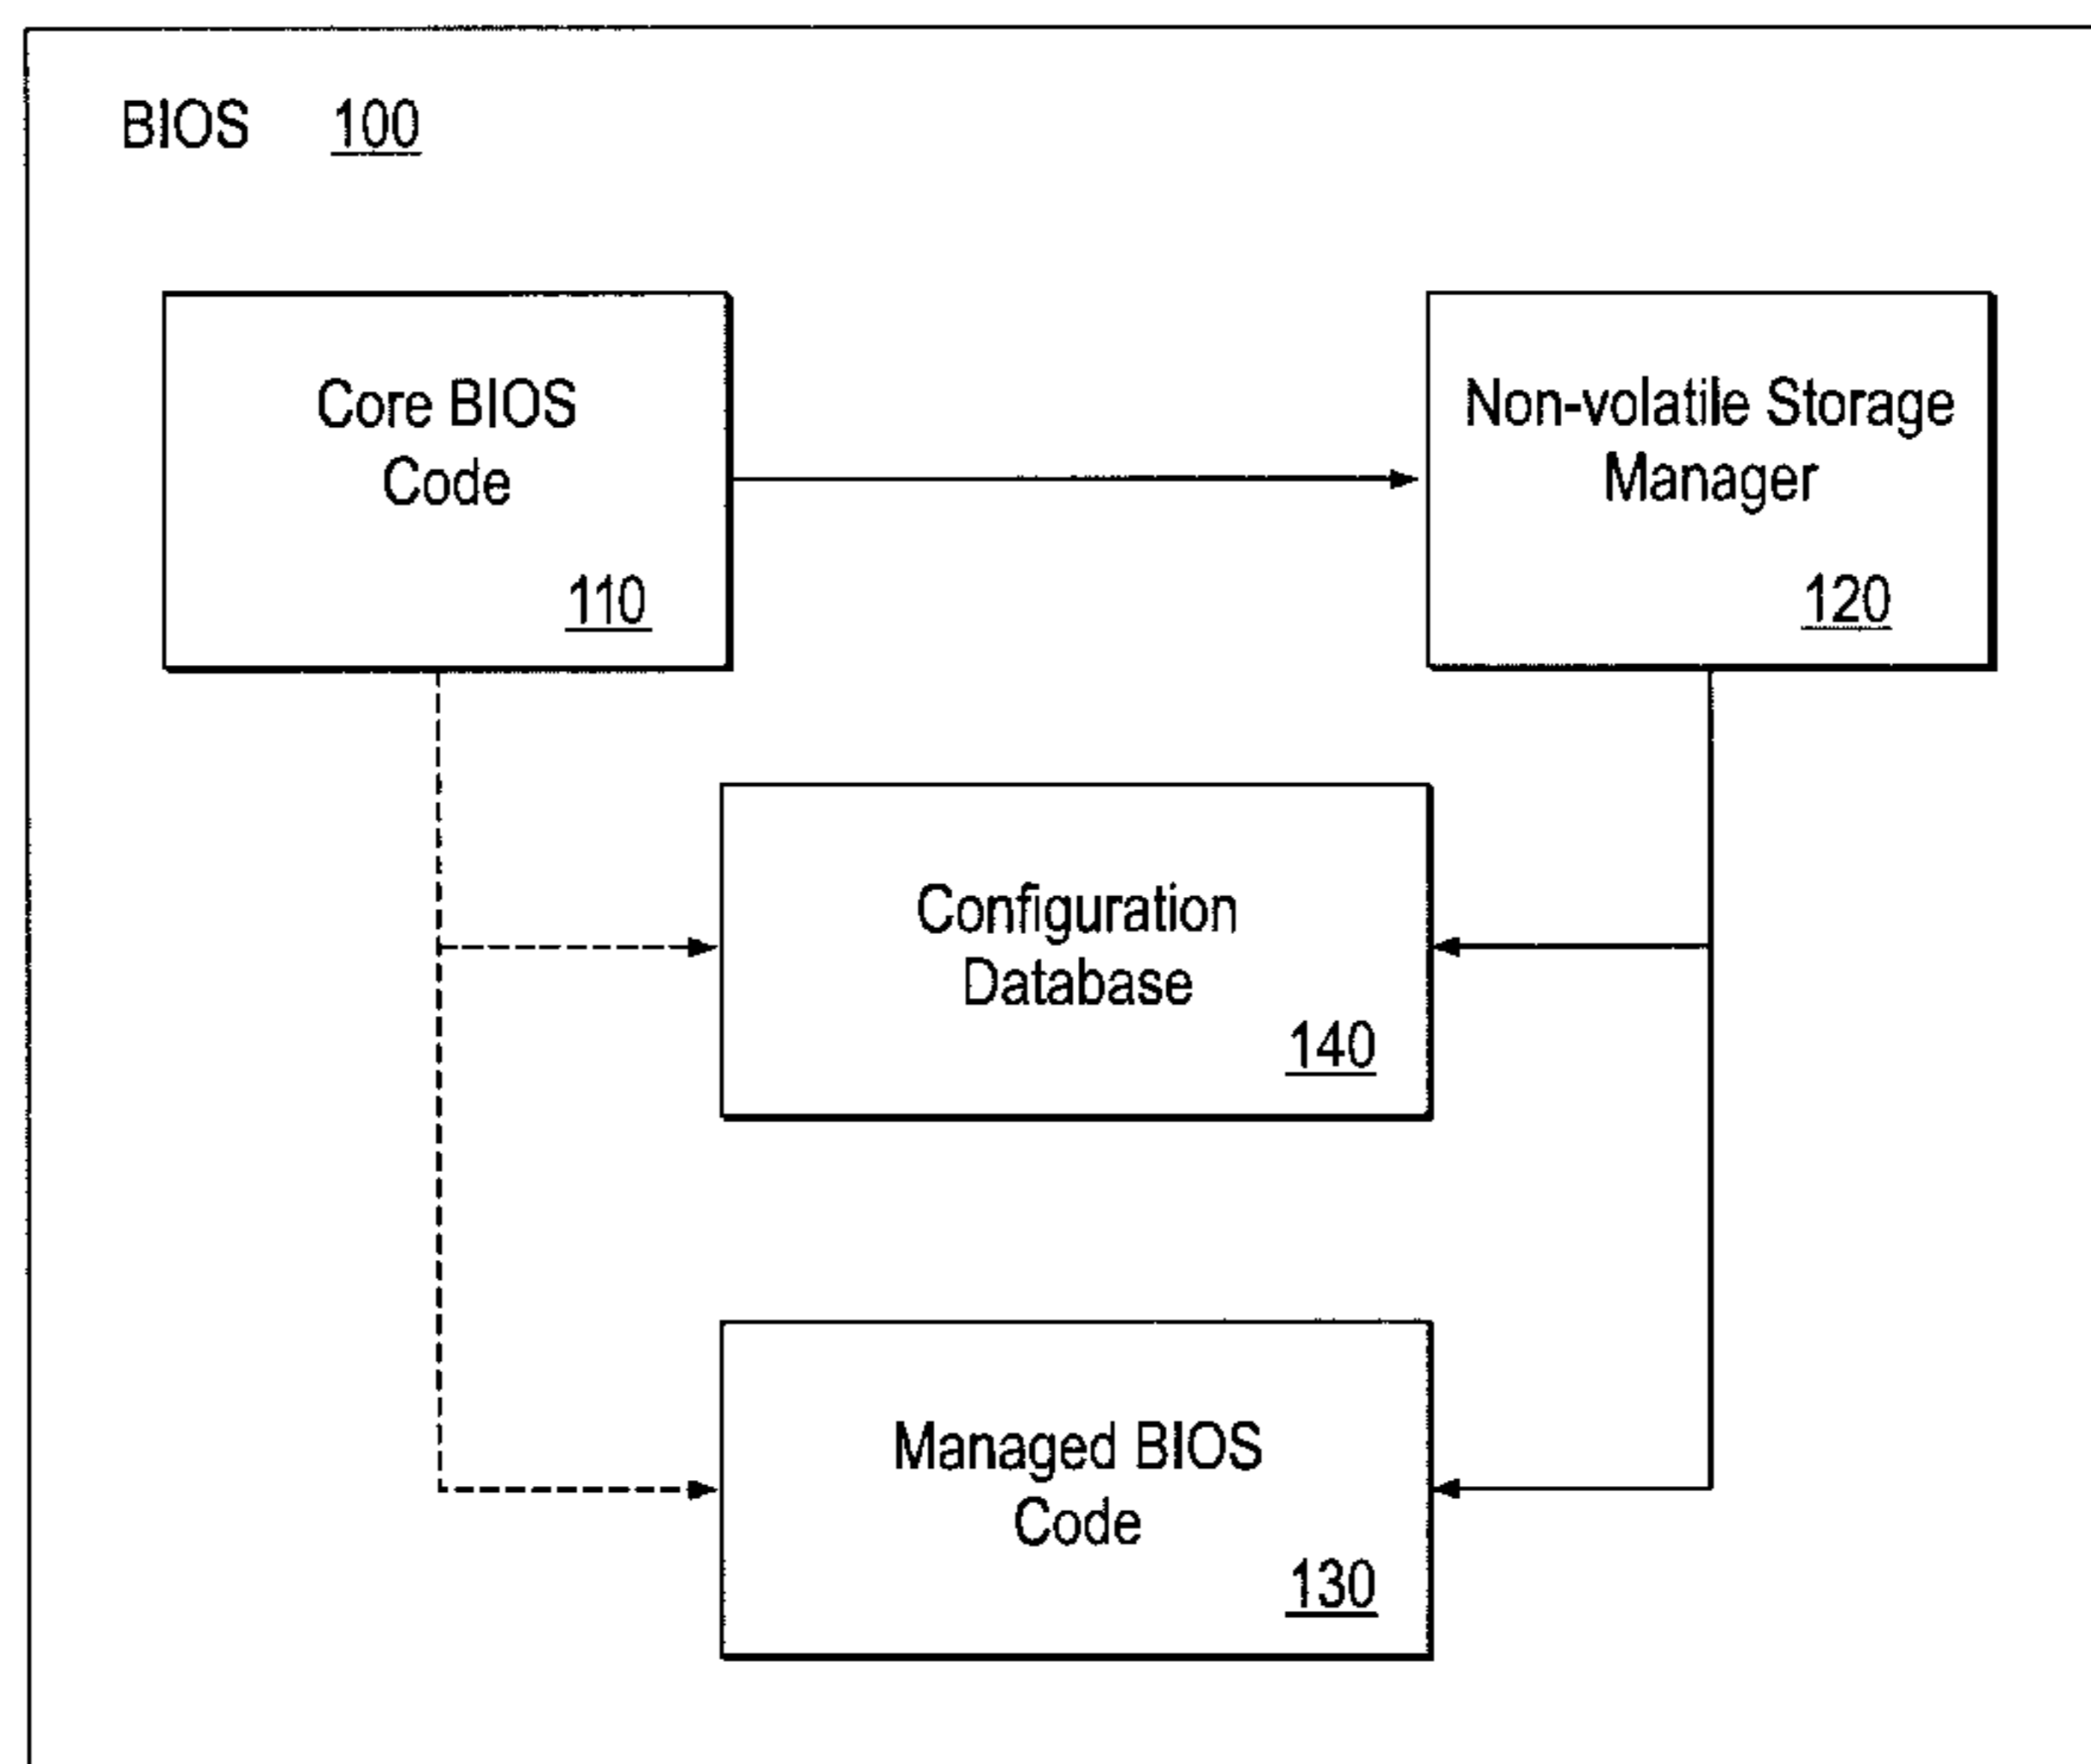 BIOS 100
Core BIOS
Code
110
Non-volatile Storage
Manager
120
Configuration
Database
140
Managed BIOS
Code
130